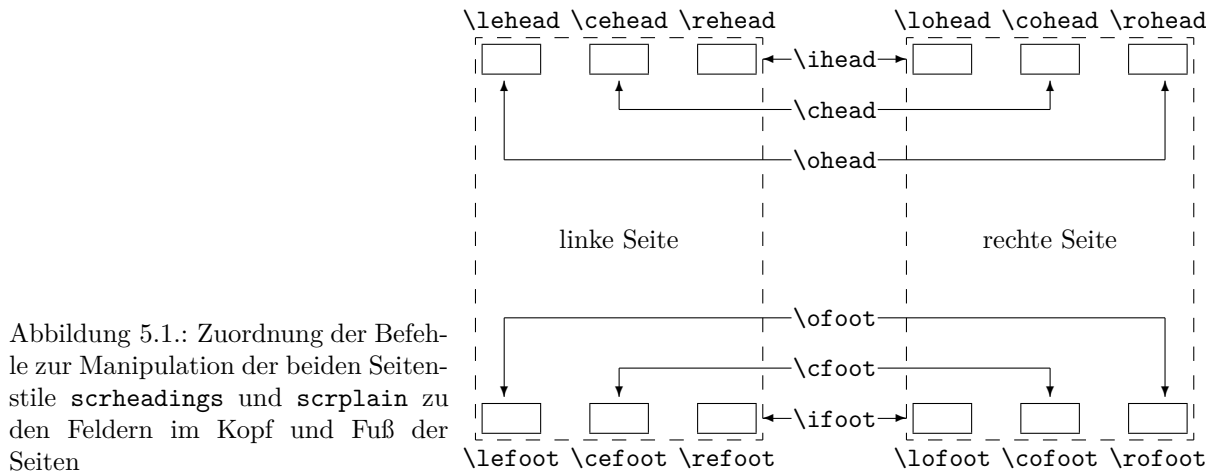 \lehead \cehead \rehead \lohead \cohead \rohead
\ihead
\chead
\ohead
linke Seite rechte Seite
\ofoot
\cfoot
\ifoot
\lefoot \cefoot \refoot \lofoot \cofoot \rofoot
Abbildung 5.1.: Zuordnung der Befeh-
le zur Manipulation der beiden Seiten-
stile scrheadings und scrplain zu
den Feldern im Kopf und Fuß der
Seiten